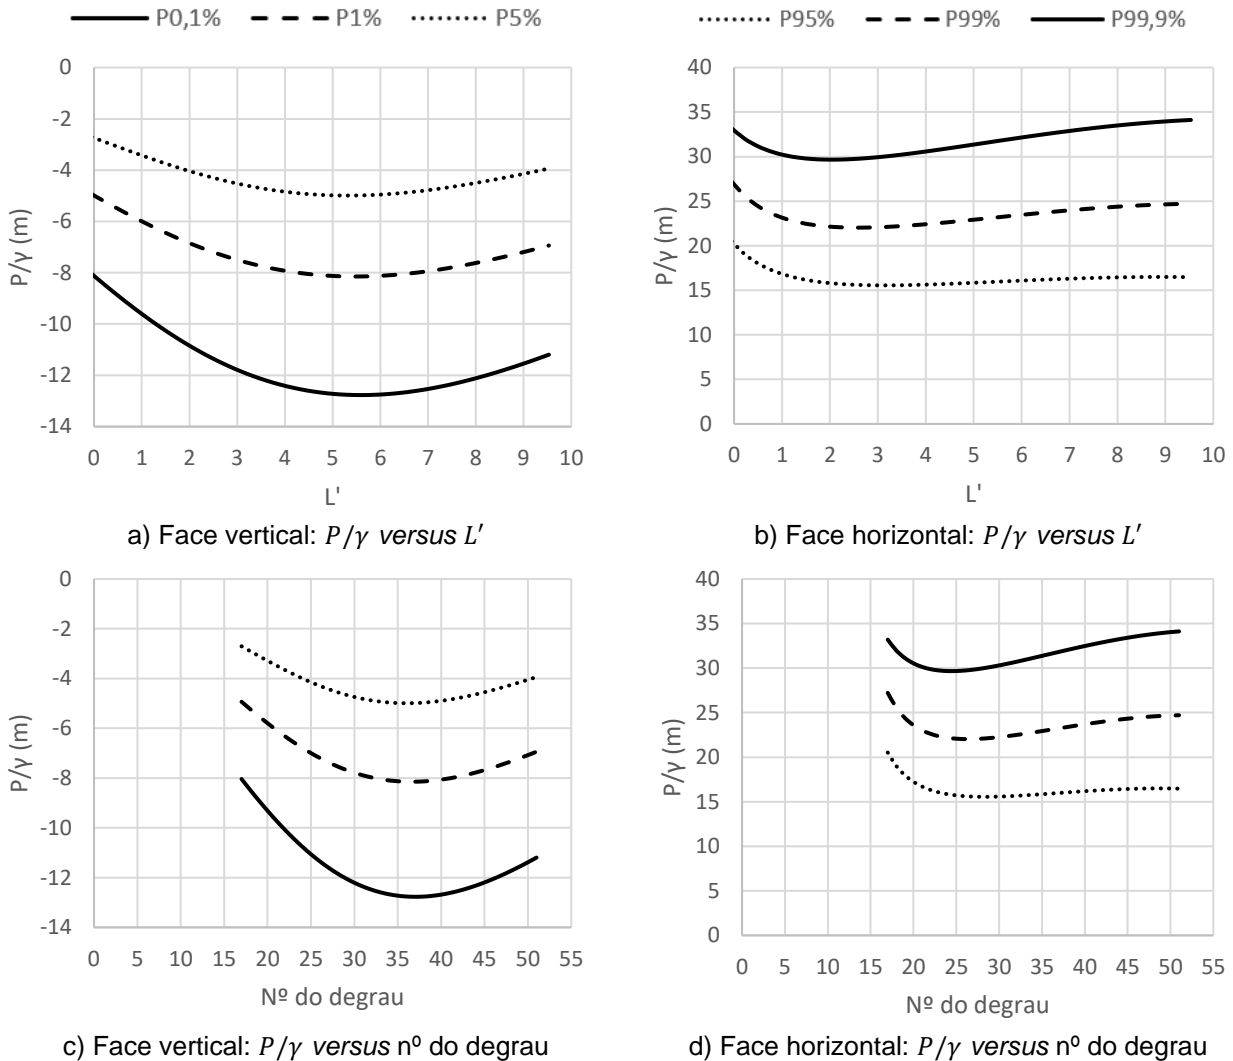 P0,1% P1% P5%
P95% P99% P99,9%
0
-2
-4
-6
-8
-10
-12
-14
P/γ (m)
0 1 2 3 4 5 6 7 8 9 10
L'
a) Face vertical: P/γ versus L′
40
35
30
25
20
15
10
5
0
P/γ (m)
0 1 2 3 4 5 6 7 8 9 10
L'
b) Face horizontal: P/γ versus L′
0
-2
-4
-6
-8
-10
-12
-14
P/γ (m)
0 5 10 15 20 25 30 35 40 45 50 55
Nº do degrau
c) Face vertical: P/γ versus nº do degrau
40
35
30
25
20
15
10
5
0
P/γ (m)
0 5 10 15 20 25 30 35 40 45 50 55
Nº do degrau
d) Face horizontal: P/γ versus nº do degrau